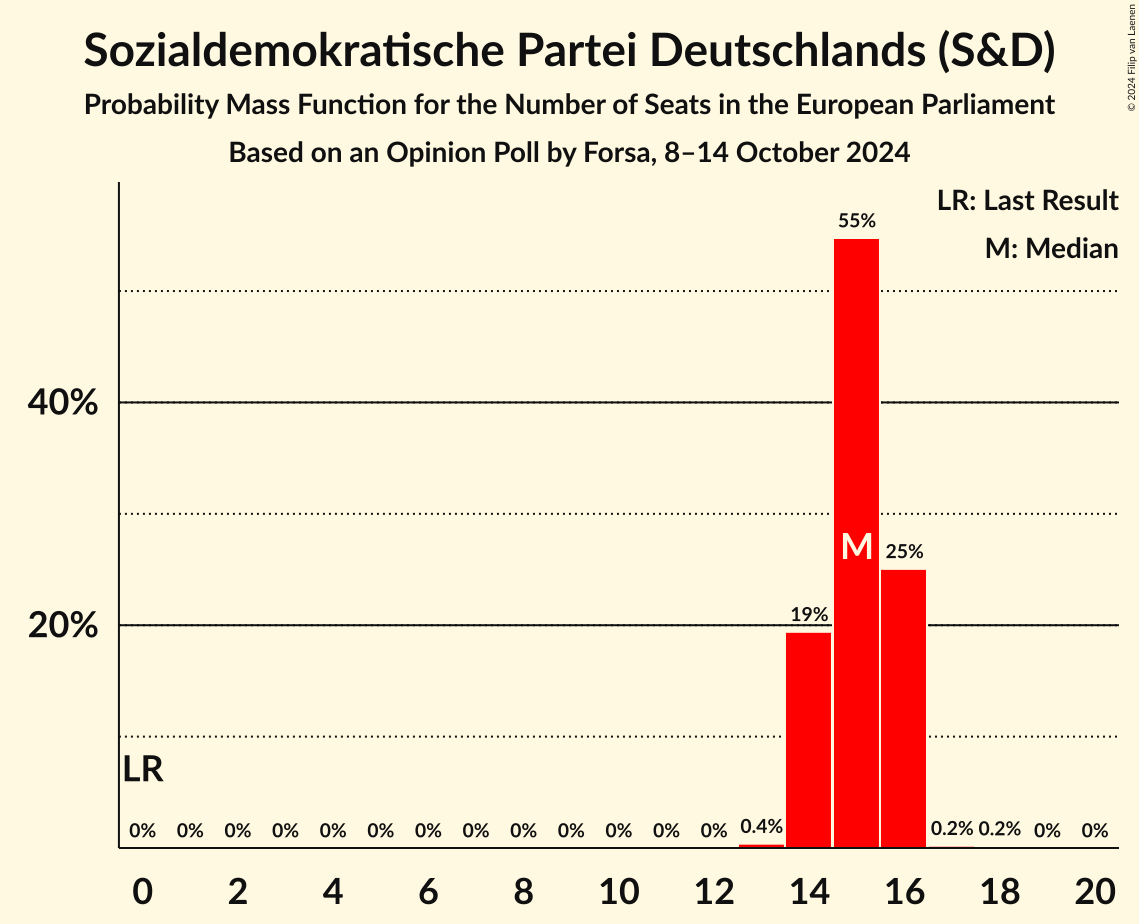 Sozialdemokratische Partei Deutschlands (S&D)
Probability Mass Function for the Number of Seats in the European Parliament
Based on an Opinion Poll by Forsa, 8–14 October 2024
© 2024 Filip van Laenen
LR: Last Result
M: Median
55%
40%
M
25%
19%
20%
LR
0% 0% 0% 0% 0% 0% 0% 0% 0% 0% 0% 0% 0% 0.4% 0.2% 0.2% 0% 0%
0 2 4 6 8 10 12 14 16 18 20